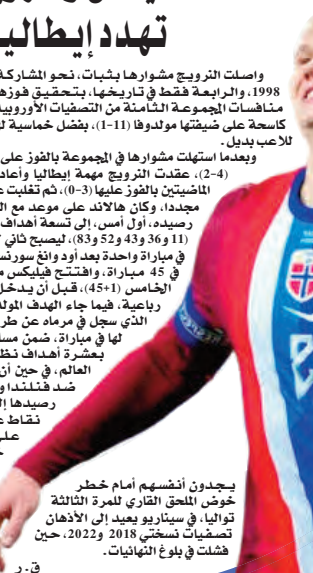 تهدد إيطاليا
واصلت النرويج مشوارها بثبات، نحو المشاركة
1998، والرابعة فقط في تاريخها، بتحقيق فوزها
منافسات المجموعة الثامنة من التصفيات الأوروبية
كاسحة على ضيفتها مولدوفا (11-1)، بفضل خماسية
للاعب بديل.
وبعدما استهلت مشوارها في المجموعة بالفوز على
(4-2)، عقدت النرويج مهمة إيطاليا وأعاد
الماضيتين بالفوز عليها (3-0)، ثم تغلبت
مجددا، وكان هالاند على موعد مع
رصيده، أول أمس، إلى تسعة أهداف
(11 و36 و43 و52 و83)، ليصبح ثاني
في مباراة واحدة بعد أود وانغ سورنس
في 45 مباراة، وافتتح فيليكس
الخامس (1+45)، قبل أن يدخل
رباعية، فيما جاء الهدف المولد
الذي سجل في مرماه عن طر
لها في مباراة، ضمن مسا
بعشرة أهداف نظ
العالم، في حين أن
ضد فنلندا و
رصيدها إلى
نقاط
على
يجدون أنفسهم أمام خطر
خوض الملحق القاري للمرة الثالثة
تواليا، في سيناريو يعيد إلى الأذهان
تصفيات نسختي 2018 و2022، حين
فشلت في بلوغ النهائيات.
ق.ر